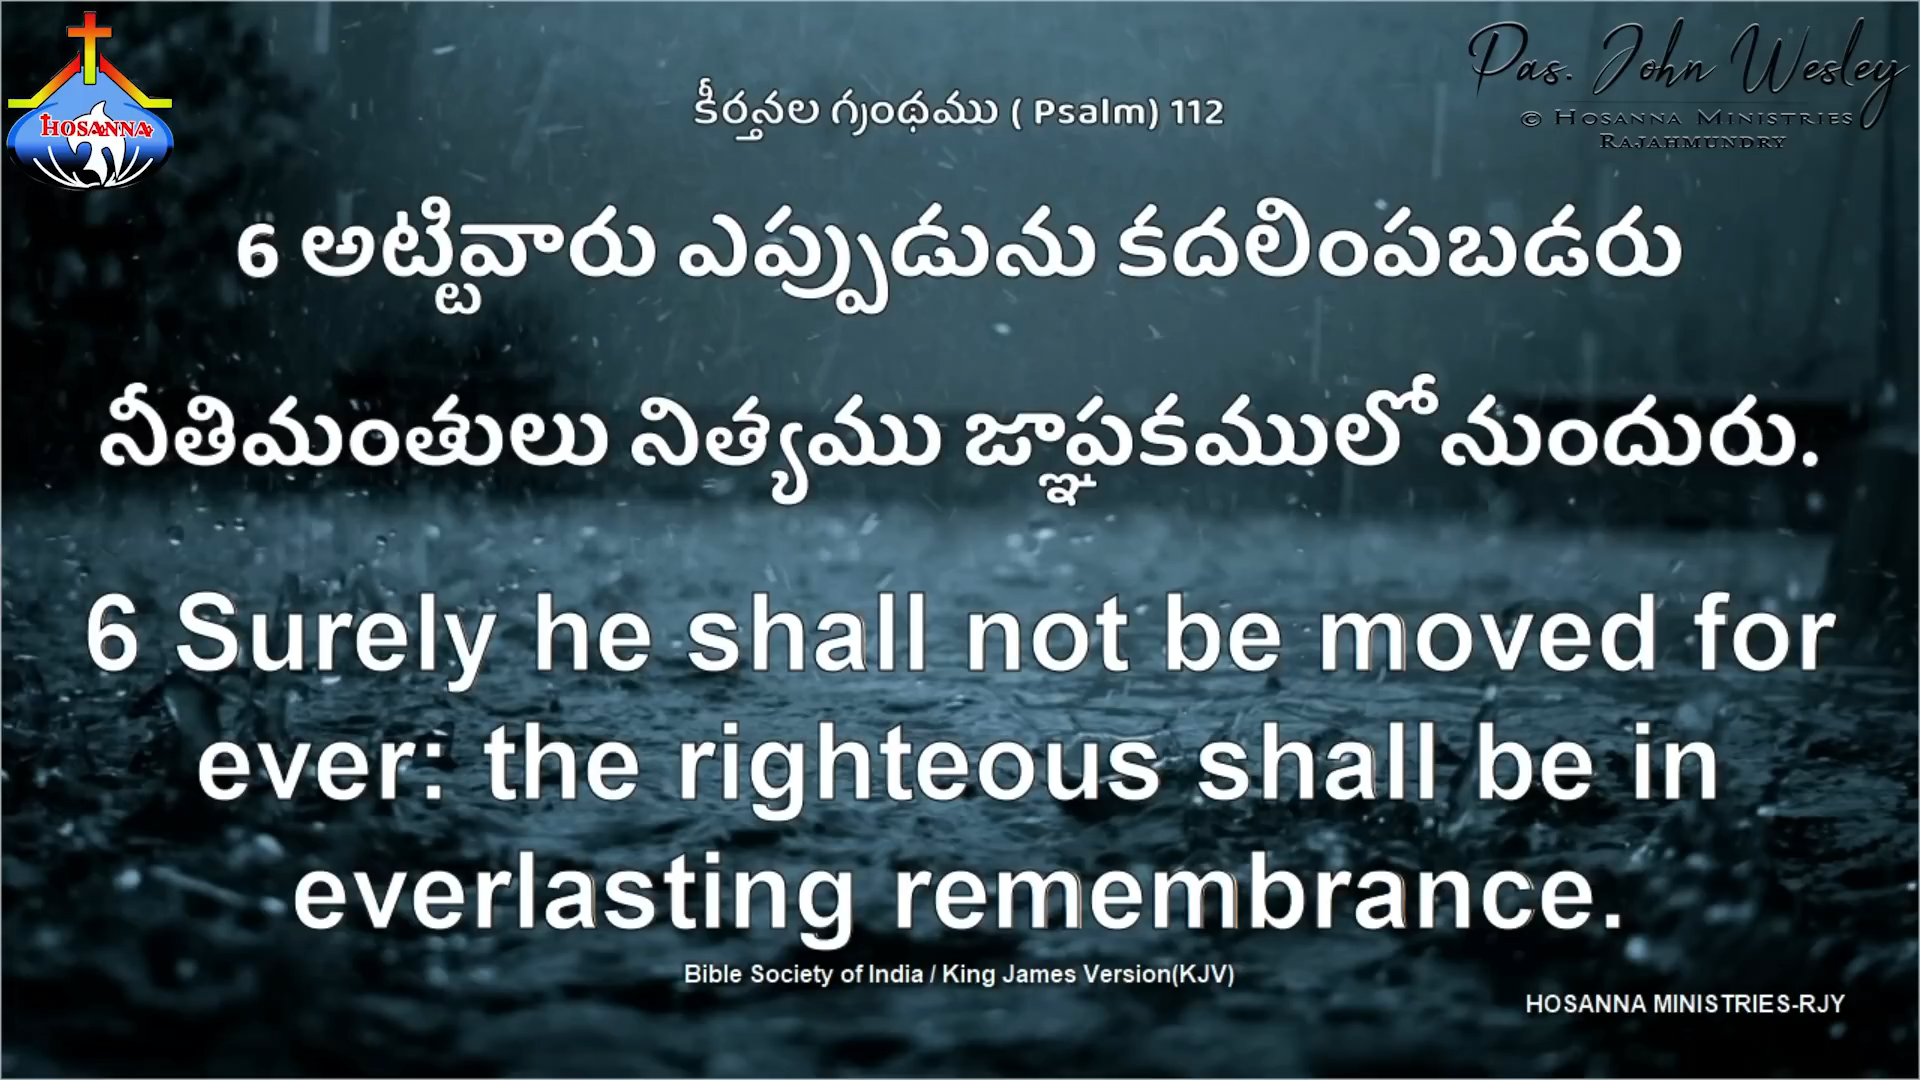 HOSANNA
Pas. John Wesley
© HOSANNA MINISTRIES
RAJAHMUNDRY
కీర్తనల గ్రంథము ( Psalm) 112
6 అట్టివారు ఎప్పుడును కదలింపబడరు
నీతిమంతులు నిత్యము జ్ఞాపకములో నుందురు.
6 Surely he shall not be moved for
ever: the righteous shall be in
everlasting remembrance.
Bible Society of India / King James Version(KJV)
HOSANNA MINISTRIES-RJY